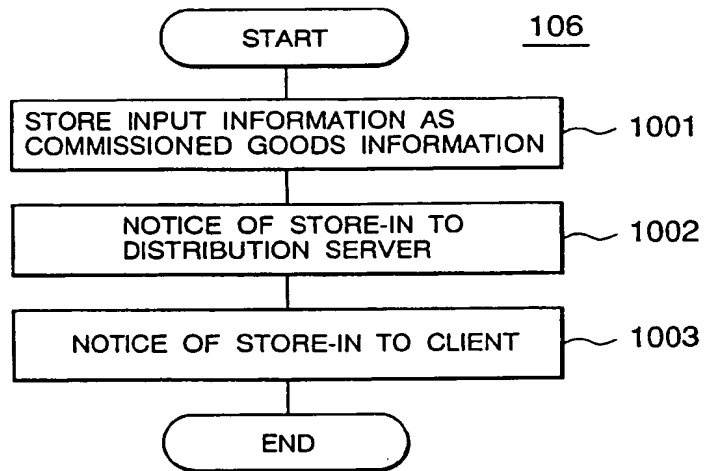 START
106
STORE INPUT INFORMATION AS
COMMISSIONED GOODS INFORMATION
1001
NOTICE OF STORE-IN TO
DISTRIBUTION SERVER
1002
NOTICE OF STORE-IN TO CLIENT
1003
END